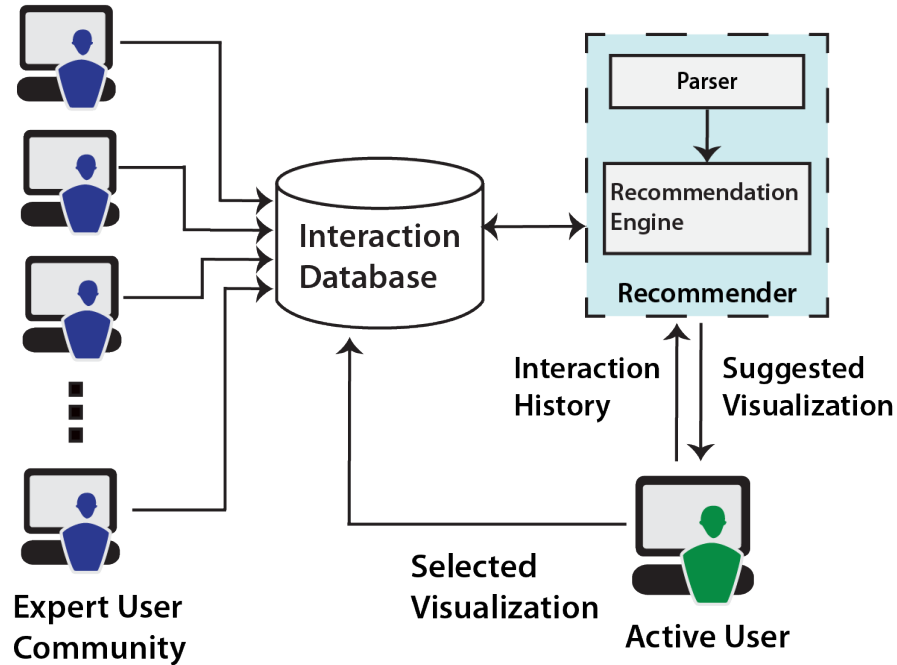 Parser
Recommendation
Engine
Recommender
Interaction
Database
Interaction
History
Suggested
Visualization
Selected
Visualization
Expert User
Community
Active User